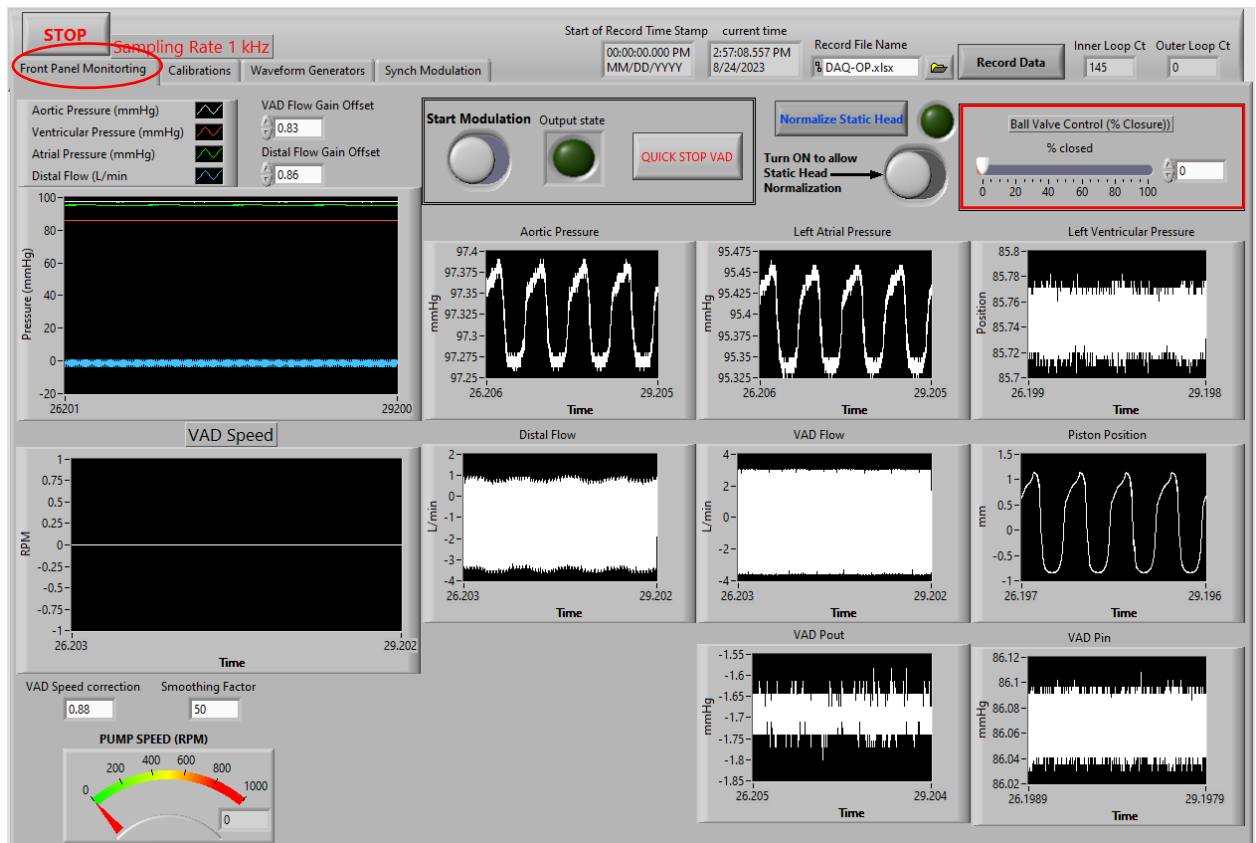 STOP
Sampling Rate 1 kHz
Start of Record Time Stamp
current time
00:00:00.000 PM
MM/DD/YYYY
2:57:08.557 PM
8/24/2023
Record File Name
DAQ-OP.xlsx
Record Data
Inner Loop Ct
Outer Loop Ct
145
0
Front Panel Monitorting
Calibrations
Waveform Generators
Synch Modulation
Aortic Pressure (mmHg)
Ventricular Pressure (mmHg)
Atrial Pressure (mmHg)
Distal Flow (L/min
VAD Flow Gain Offset
0.83
Distal Flow Gain Offset
0.86
Start Modulation
Output state
QUICK STOP VAD
Normalize Static Head
Turn ON to allow
Static Head
Normalization
Ball Valve Control (% Closure))
% closed
0
0 20 40 60 80 100
Pressure (mmHg)
100
80
60
40
20
0
-20
26201
29200
Aortic Pressure
mmHg
97.4
97.375
97.35
97.325
97.3
97.275
97.25
26.206
29.205
Time
Left Atrial Pressure
mmHg
95.475
95.45
95.425
95.4
95.375
95.35
95.325
26.206
29.205
Time
Left Ventricular Pressure
Position
85.8
85.78
85.76
85.74
85.72
85.7
26.199
29.198
Time
VAD Speed
RPM
1
0.75
0.5
0.25
0
-0.25
-0.5
-0.75
-1
26.203
29.202
Time
Distal Flow
L/min
2
1
0
-1
-2
-3
-4
26.203
29.202
Time
VAD Flow
L/min
4
2
0
-2
-4
26.203
29.202
Time
Piston Position
mm
1.5
1
0.5
0
-0.5
-1
26.197
29.196
Time
VAD Speed correction
0.88
Smoothing Factor
50
PUMP SPEED (RPM)
0
200
400
600
800
1000
0
VAD Pout
mmHg
-1.55
-1.6
-1.65
-1.7
-1.75
-1.8
-1.85
26.205
29.204
Time
VAD Pin
mmHg
86.12
86.1
86.08
86.06
86.04
86.02
26.1989
29.1979
Time